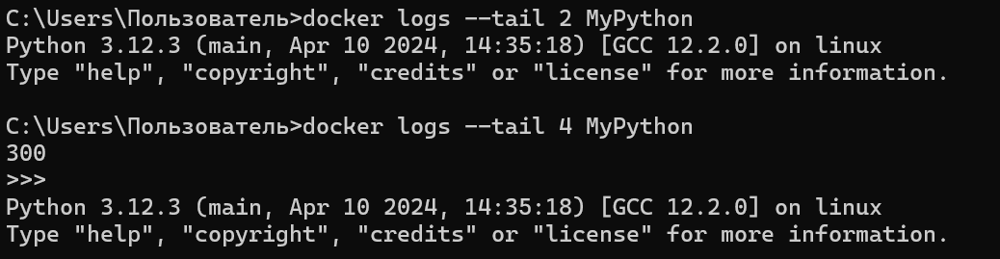 C:\Users\Пользователь>docker logs --tail 2 MyPython
Python 3.12.3 (main, Apr 10 2024, 14:35:18) [GCC 12.2.0] on linux
Type "help", "copyright", "credits" or "license" for more information.
C:\Users\Пользователь>docker logs --tail 4 MyPython
300
>>>
Python 3.12.3 (main, Apr 10 2024, 14:35:18) [GCC 12.2.0] on linux
Type "help", "copyright", "credits" or "license" for more information.